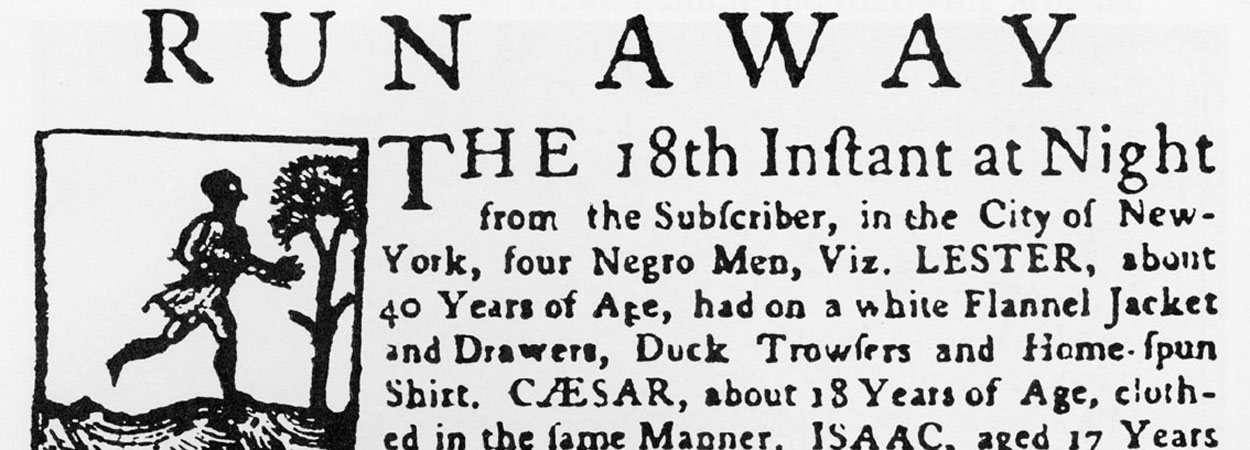 RUN AWAY
THE 18th Inſtant at Night
from the Subſcriber, in the City of New-
York, four Negro Men, Viz. LESTER, about
40 Years of Age, had on a white Flannel Jacket
and Drawers, Duck Trowſers and Home-ſpun
Shirt. CÆSAR, about 18 Years of Age, cloth-
ed in the ſame Manner. ISAAC, aged 17 Years